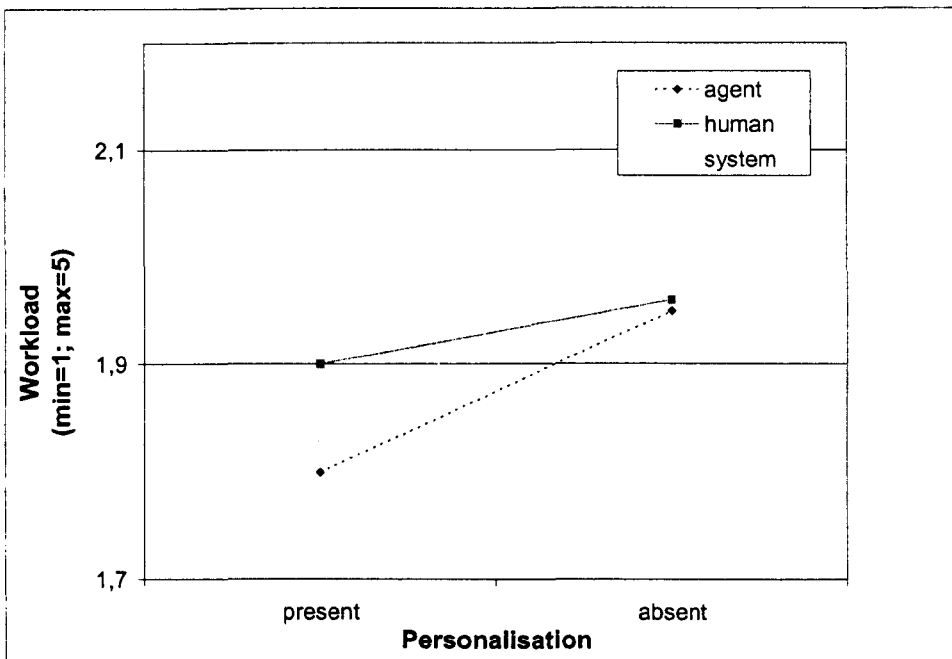 agent
human
system
2,1
1,9
1,7
Workload
(min=1; max=5)
present
absent
Personalisation